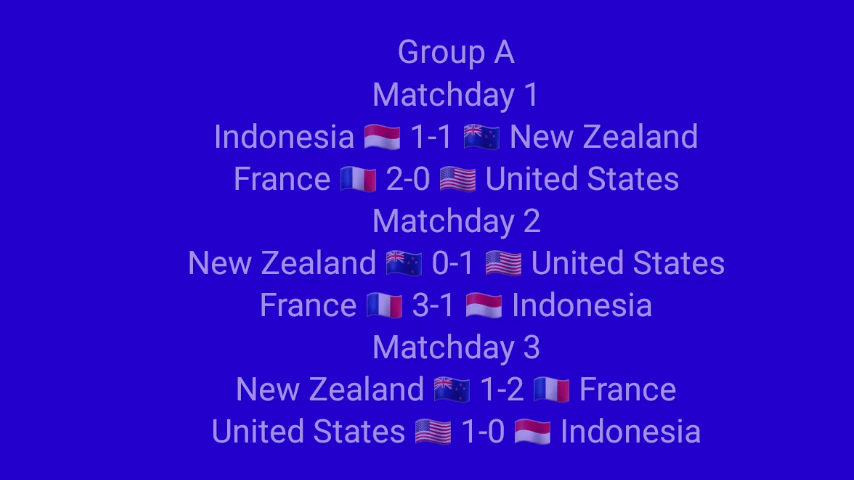 Group A
Matchday 1
Indonesia 🇮🇩 1-1 🇳🇿 New Zealand
France 🇫🇷 2-0 🇺🇸 United States
Matchday 2
New Zealand 🇳🇿 0-1 🇺🇸 United States
France 🇫🇷 3-1 🇮🇩 Indonesia
Matchday 3
New Zealand 🇳🇿 1-2 🇫🇷 France
United States 🇺🇸 1-0 🇮🇩 Indonesia